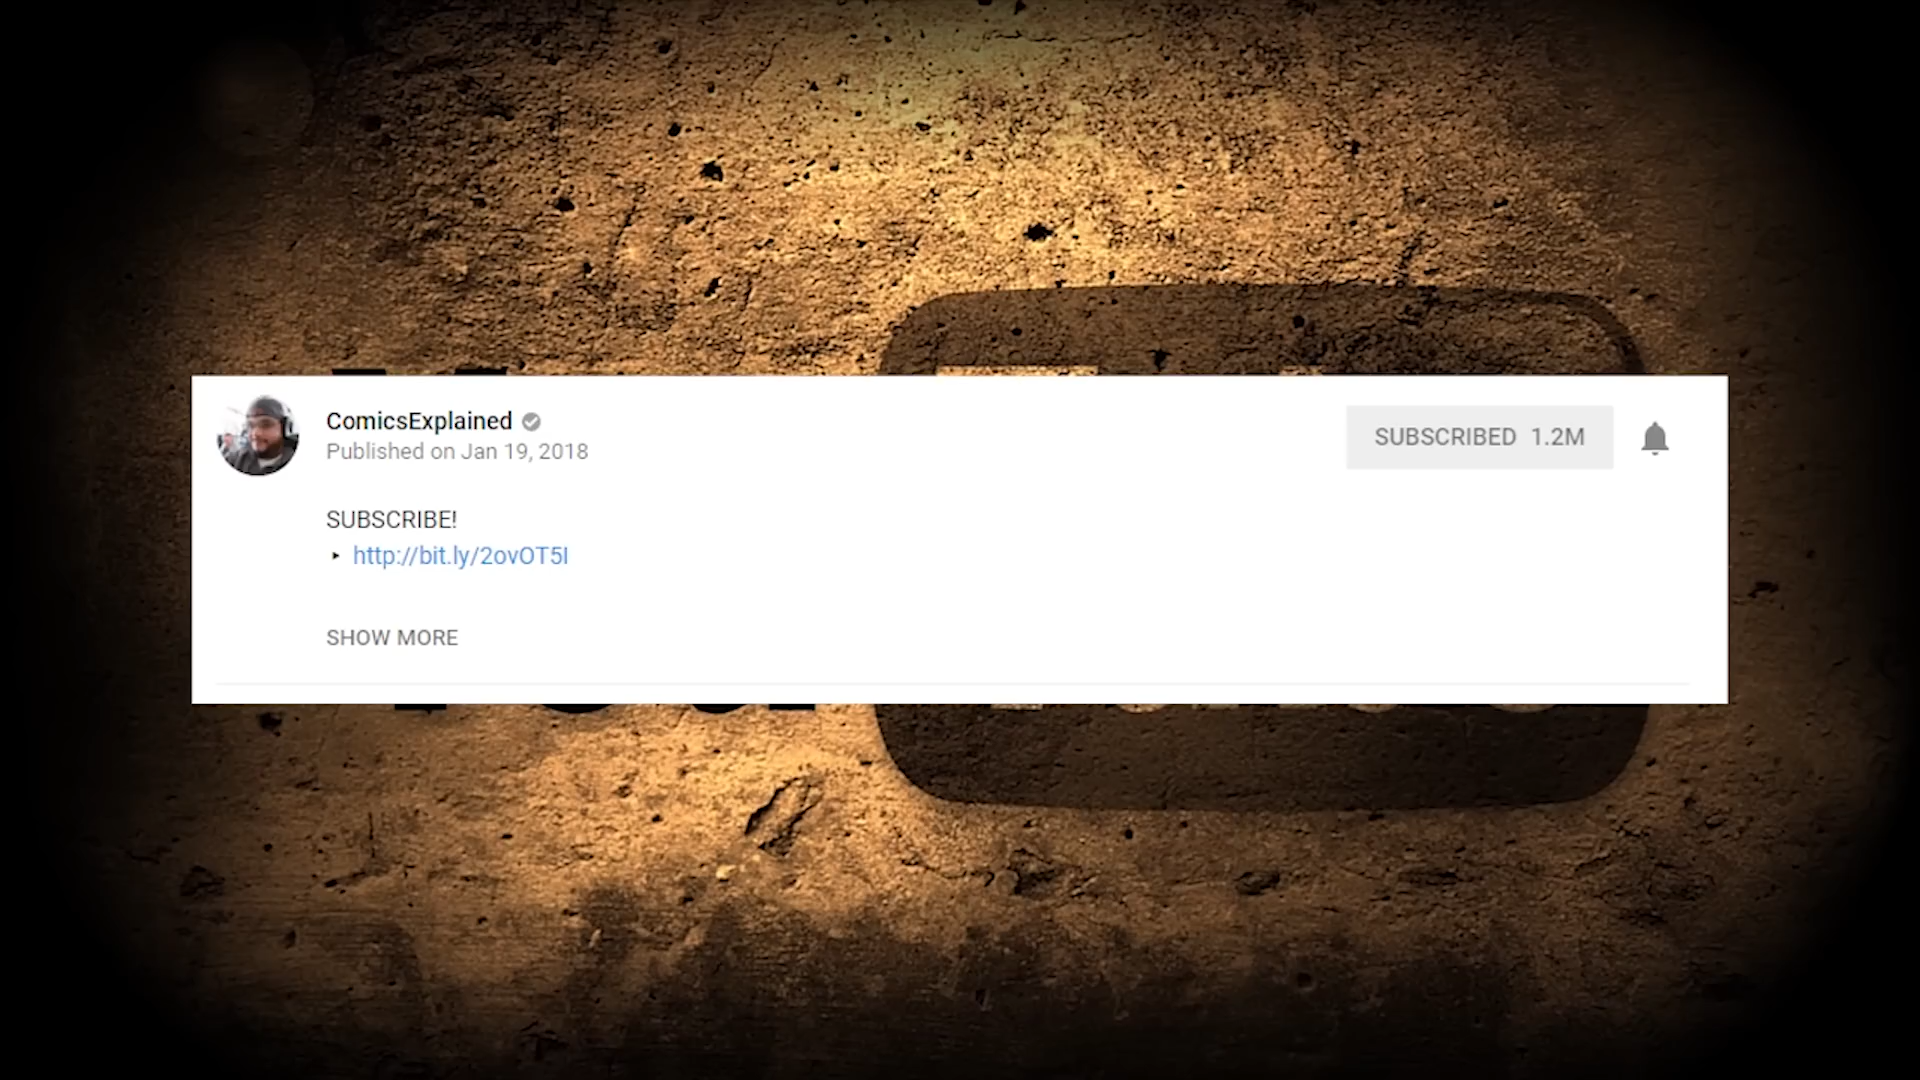 ComicsExplained
Published on Jan 19, 2018
SUBSCRIBED 1.2M
SUBSCRIBE!
‣ http://bit.ly/2ovOT5I
SHOW MORE